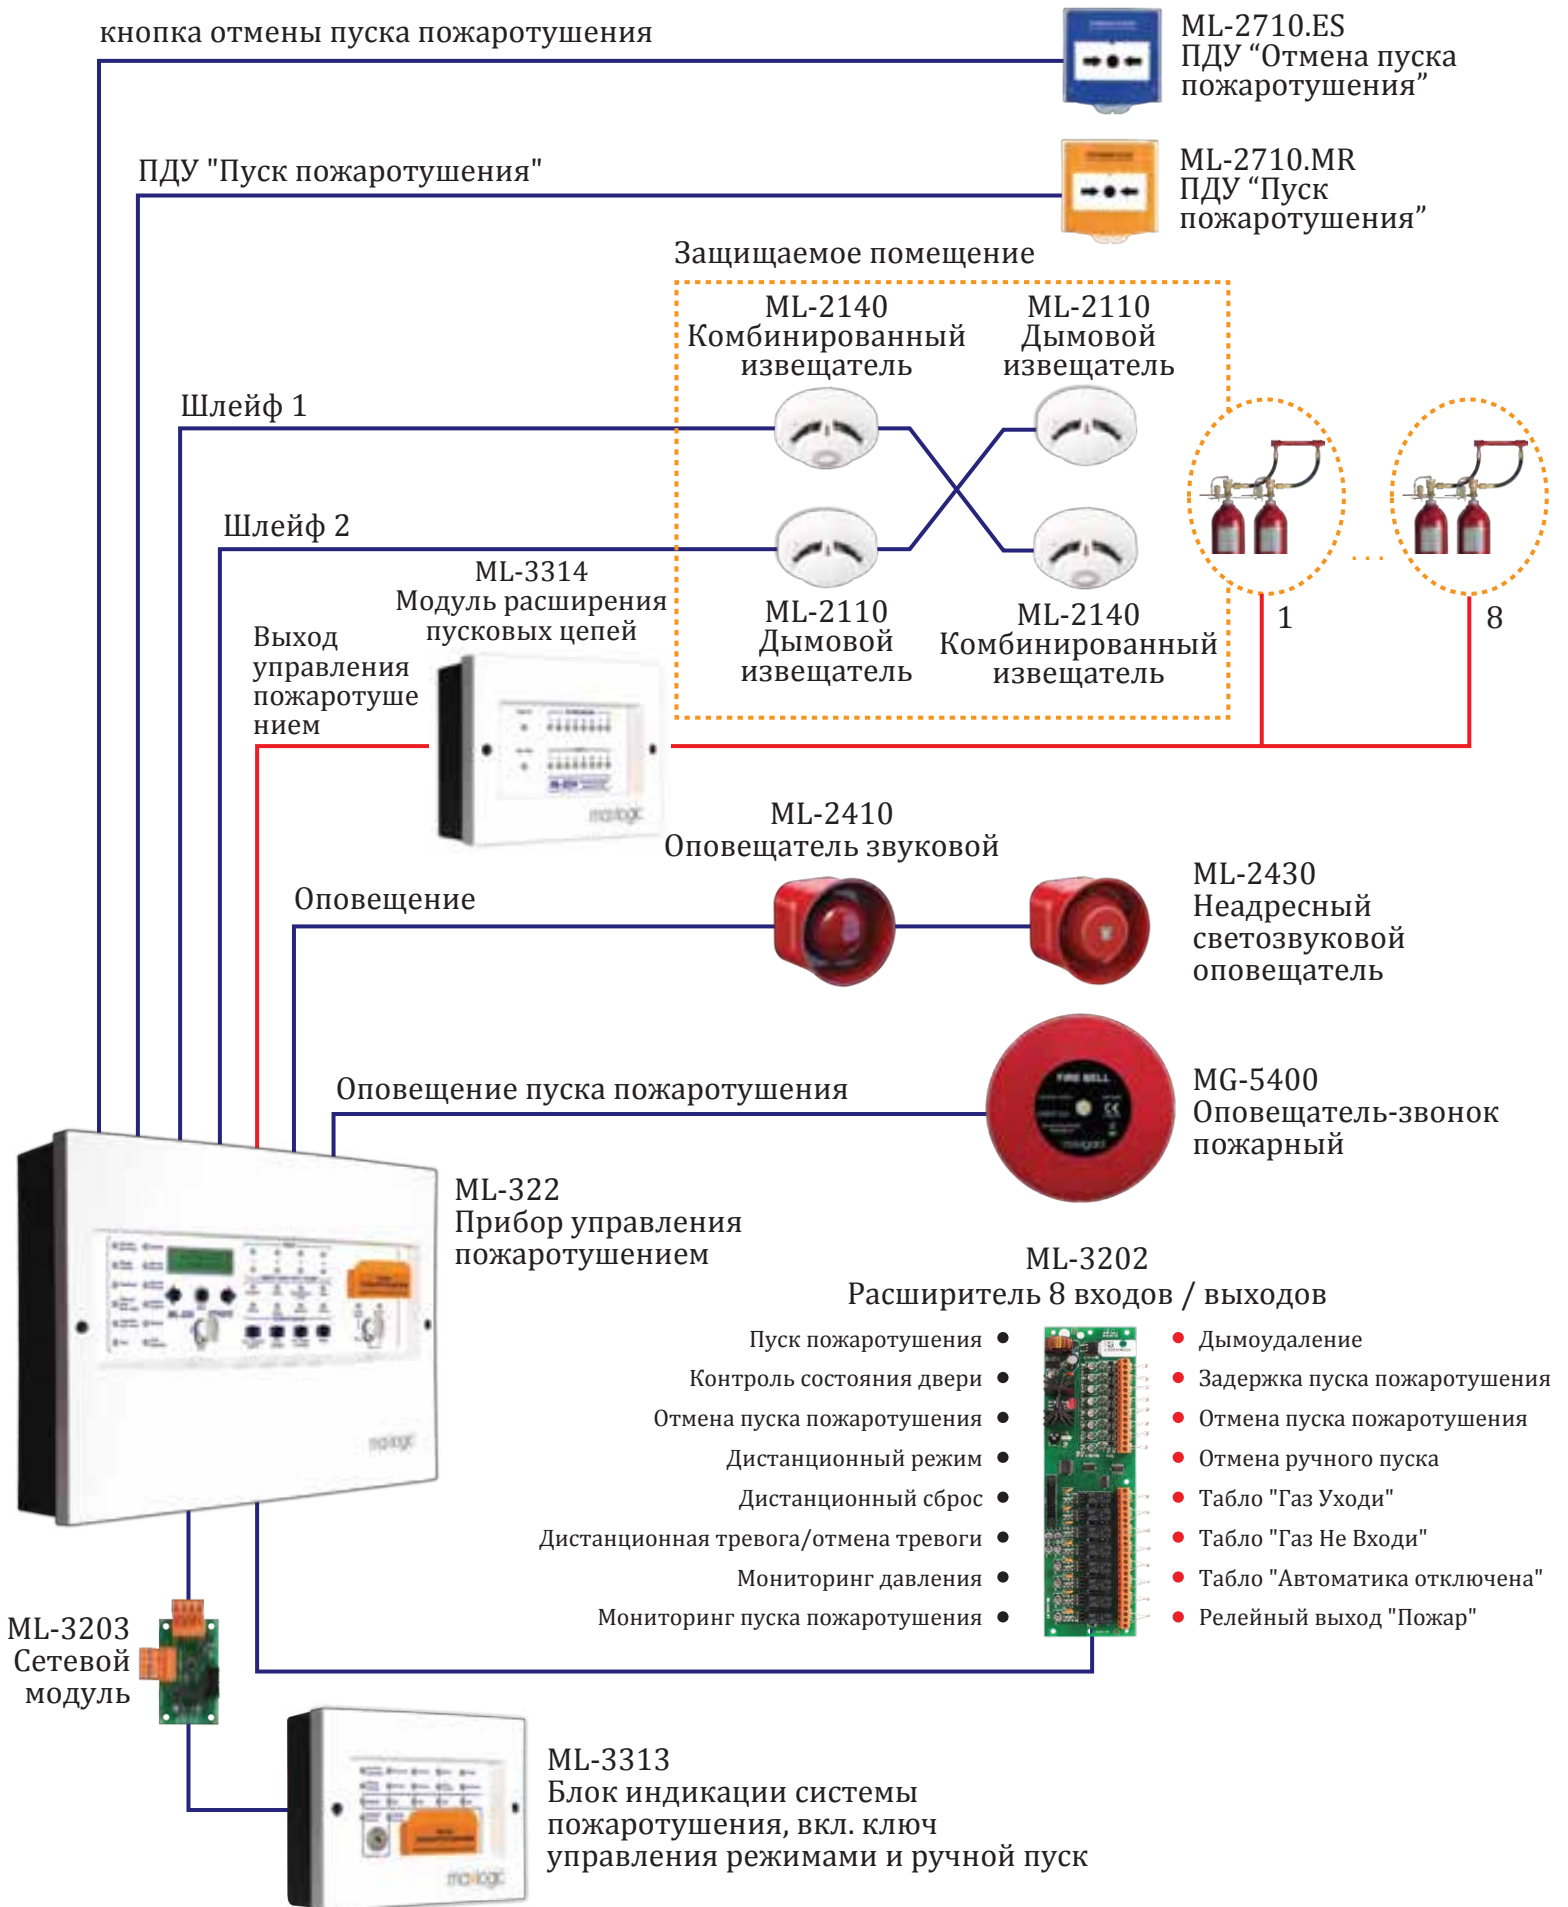 кнопка отмены пуска пожаротушения
ML-2710.ES
ПДУ “Отмена пуска
пожаротушения”
ПДУ "Пуск пожаротушения"
ML-2710.MR
ПДУ “Пуск
пожаротушения”
Защищаемое помещение
ML-2140
Комбинированный
извещатель
ML-2110
Дымовой
извещатель
Шлейф 1
Шлейф 2
ML-2110
Дымовой
извещатель
ML-2140
Комбинированный
извещатель
...
1
8
ML-3314
Модуль расширения
пусковых цепей
Выход
управления
пожаротуше
нием
maxlogic
ML-2410
Оповещатель звуковой
Оповещение
ML-2430
Неадресный
светозвуковой
оповещатель
Оповещение пуска пожаротушения
FIRE BELL
MG-5400
Оповещатель-звонок
пожарный
ML-322
Прибор управления
пожаротушением
maxlogic
ML-3202
Расширитель 8 входов / выходов
Пуск пожаротушения
Контроль состояния двери
Отмена пуска пожаротушения
Дистанционный режим
Дистанционный сброс
Дистанционная тревога/отмена тревоги
Мониторинг давления
Мониторинг пуска пожаротушения
Дымоудаление
Задержка пуска пожаротушения
Отмена пуска пожаротушения
Отмена ручного пуска
Табло "Газ Уходи"
Табло "Газ Не Входи"
Табло "Автоматика отключена"
Релейный выход "Пожар"
ML-3203
Сетевой
модуль
ML-3313
Блок индикации системы
пожаротушения, вкл. ключ
управления режимами и ручной пуск
maxlogic